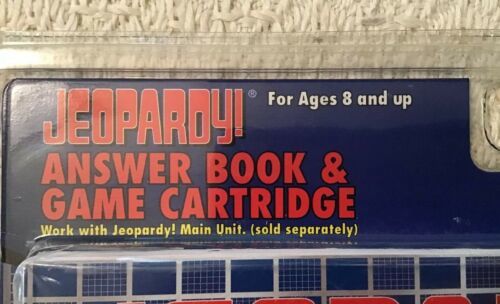 JEOPARDY!® For Ages 8 and up
ANSWER BOOK &
GAME CARTRIDGE
Work with Jeopardy! Main Unit. (sold separately)